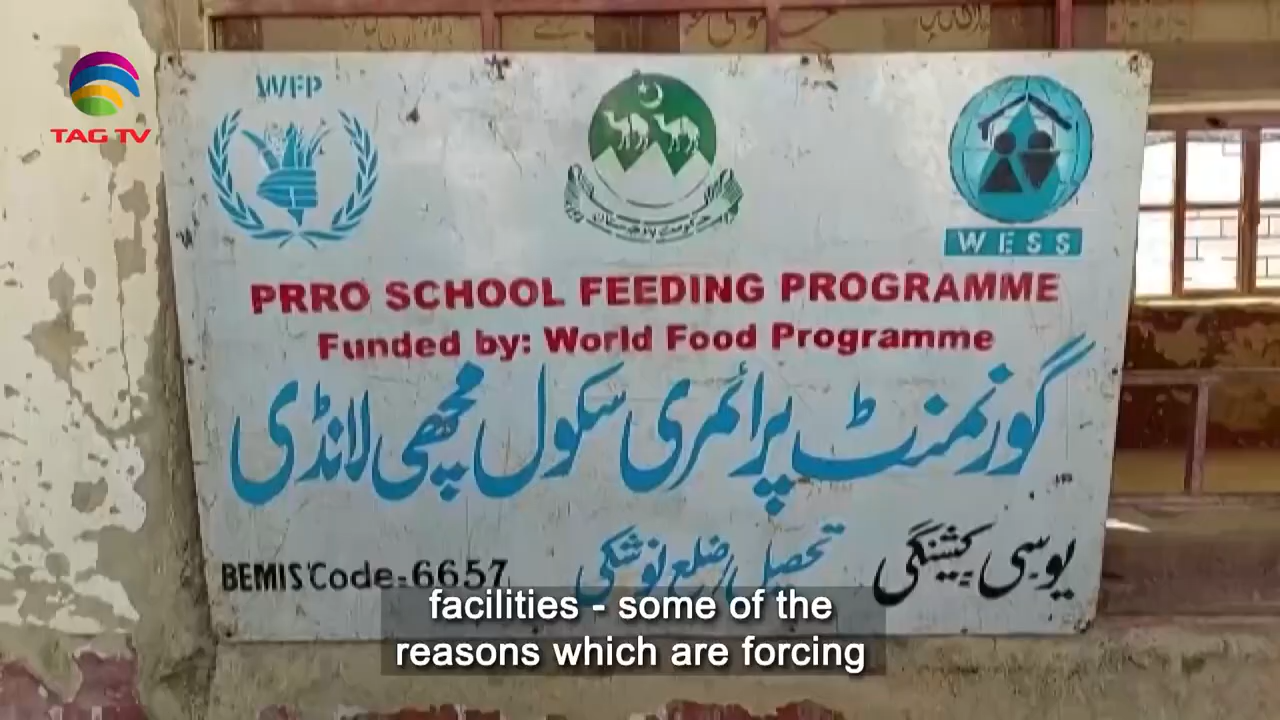 TAG TV
WFP
WESS
PRRO SCHOOL FEEDING PROGRAMME
Funded by: World Food Programme
گورنمنٹ پرائمری سکول مچھی لانڈی
یوسی کیشنگی
تحصیل / ضلع نوشکی
BEMIS Code-6657
facilities - some of the
reasons which are forcing